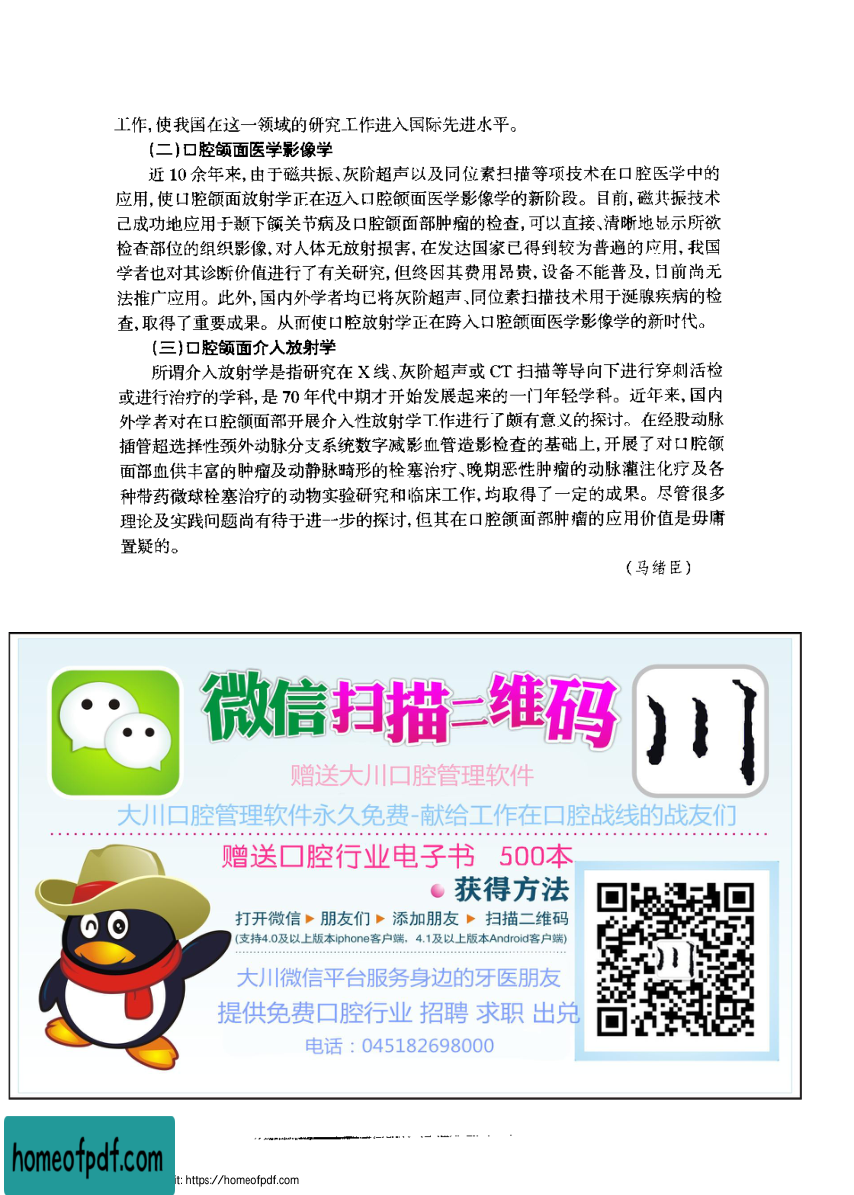 工作,使我国在这一领域的研究工作进入国际先进水平。
(二)口腔颌面医学影像学
近 10 余年来,由于磁共振、灰阶超声以及同位素扫描等项技术在口腔医学中的
应用,使口腔颌面放射学正在迈入口腔颌面医学影像学的新阶段。目前,磁共振技术
已成功地应用于颞下颌关节病及口腔颌面部肿瘤的检查,可以直接、清晰地显示所欲
检查部位的组织影像,对人体无放射损害,在发达国家已得到较为普遍的应用,我国
学者也对其诊断价值进行了有关研究,但终因其费用昂贵,设备不能普及,目前尚无
法推广应用。此外,国内外学者均已将灰阶超声、同位素扫描技术用于涎腺疾病的检
查,取得了重要成果。从而使口腔放射学正在跨入口腔颌面医学影像学的新时代。
(三)口腔颌面介入放射学
所谓介入放射学是指研究在 X 线、灰阶超声或 CT 扫描等导向下进行穿刺活检
或进行治疗的学科,是 70 年代中期才开始发展起来的一门年轻学科。近年来,国内
外学者对在口腔颌面部开展介入性放射学工作进行了颇有意义的探讨。在经股动脉
插管超选择性颈外动脉分支系统数字减影血管造影检查的基础上,开展了对口腔颌
面部血供丰富的肿瘤及动静脉畸形的栓塞治疗、晚期恶性肿瘤的动脉灌注化疗及各
种带药微球栓塞治疗的动物实验研究和临床工作,均取得了一定的成果。尽管很多
理论及实践问题尚有待于进一步的探讨,但其在口腔颌面部肿瘤的应用价值是毋庸
置疑的。
(马绪臣)
微信扫描二维码
川
赠送大川口腔管理软件
大川口腔管理软件永久免费-献给工作在口腔战线的战友们
赠送口腔行业电子书 500本
获得方法
打开微信 ▶ 朋友们 ▶ 添加朋友 ▶ 扫描二维码
(支持4.0及以上版本iphone客户端，4.1及以上版本Android客户端)
川
大川微信平台服务身边的牙医朋友
提供免费口腔行业 招聘 求职 出兑
电话：045182698000
homeofpdf.com
it: https://homeofpdf.com